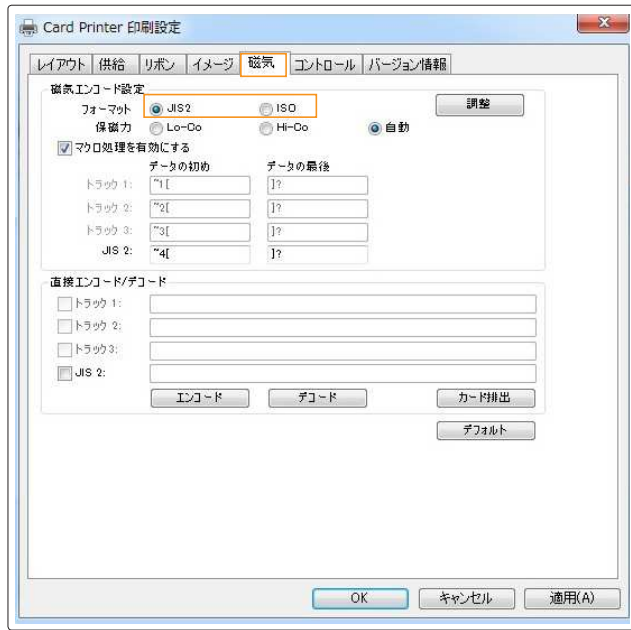 Card Printer 印刷設定
レイアウト 供給 リボン イメージ 磁気 コントロール バージョン情報
磁気エンコード設定
フォーマット JIS2 ISO 調整
保磁力 Lo-Co Hi-Co 自動
マクロ処理を有効にする
データの初め データの最後
トラック 1: ~1[ ]?
トラック 2: ~2[ ]?
トラック 3: ~3[ ]?
JIS 2: ~4[ ]?
直接エンコード/デコード
トラック 1:
トラック 2:
トラック3:
JIS 2:
エンコード デコード カード排出
デフォルト
OK キャンセル 適用(A)